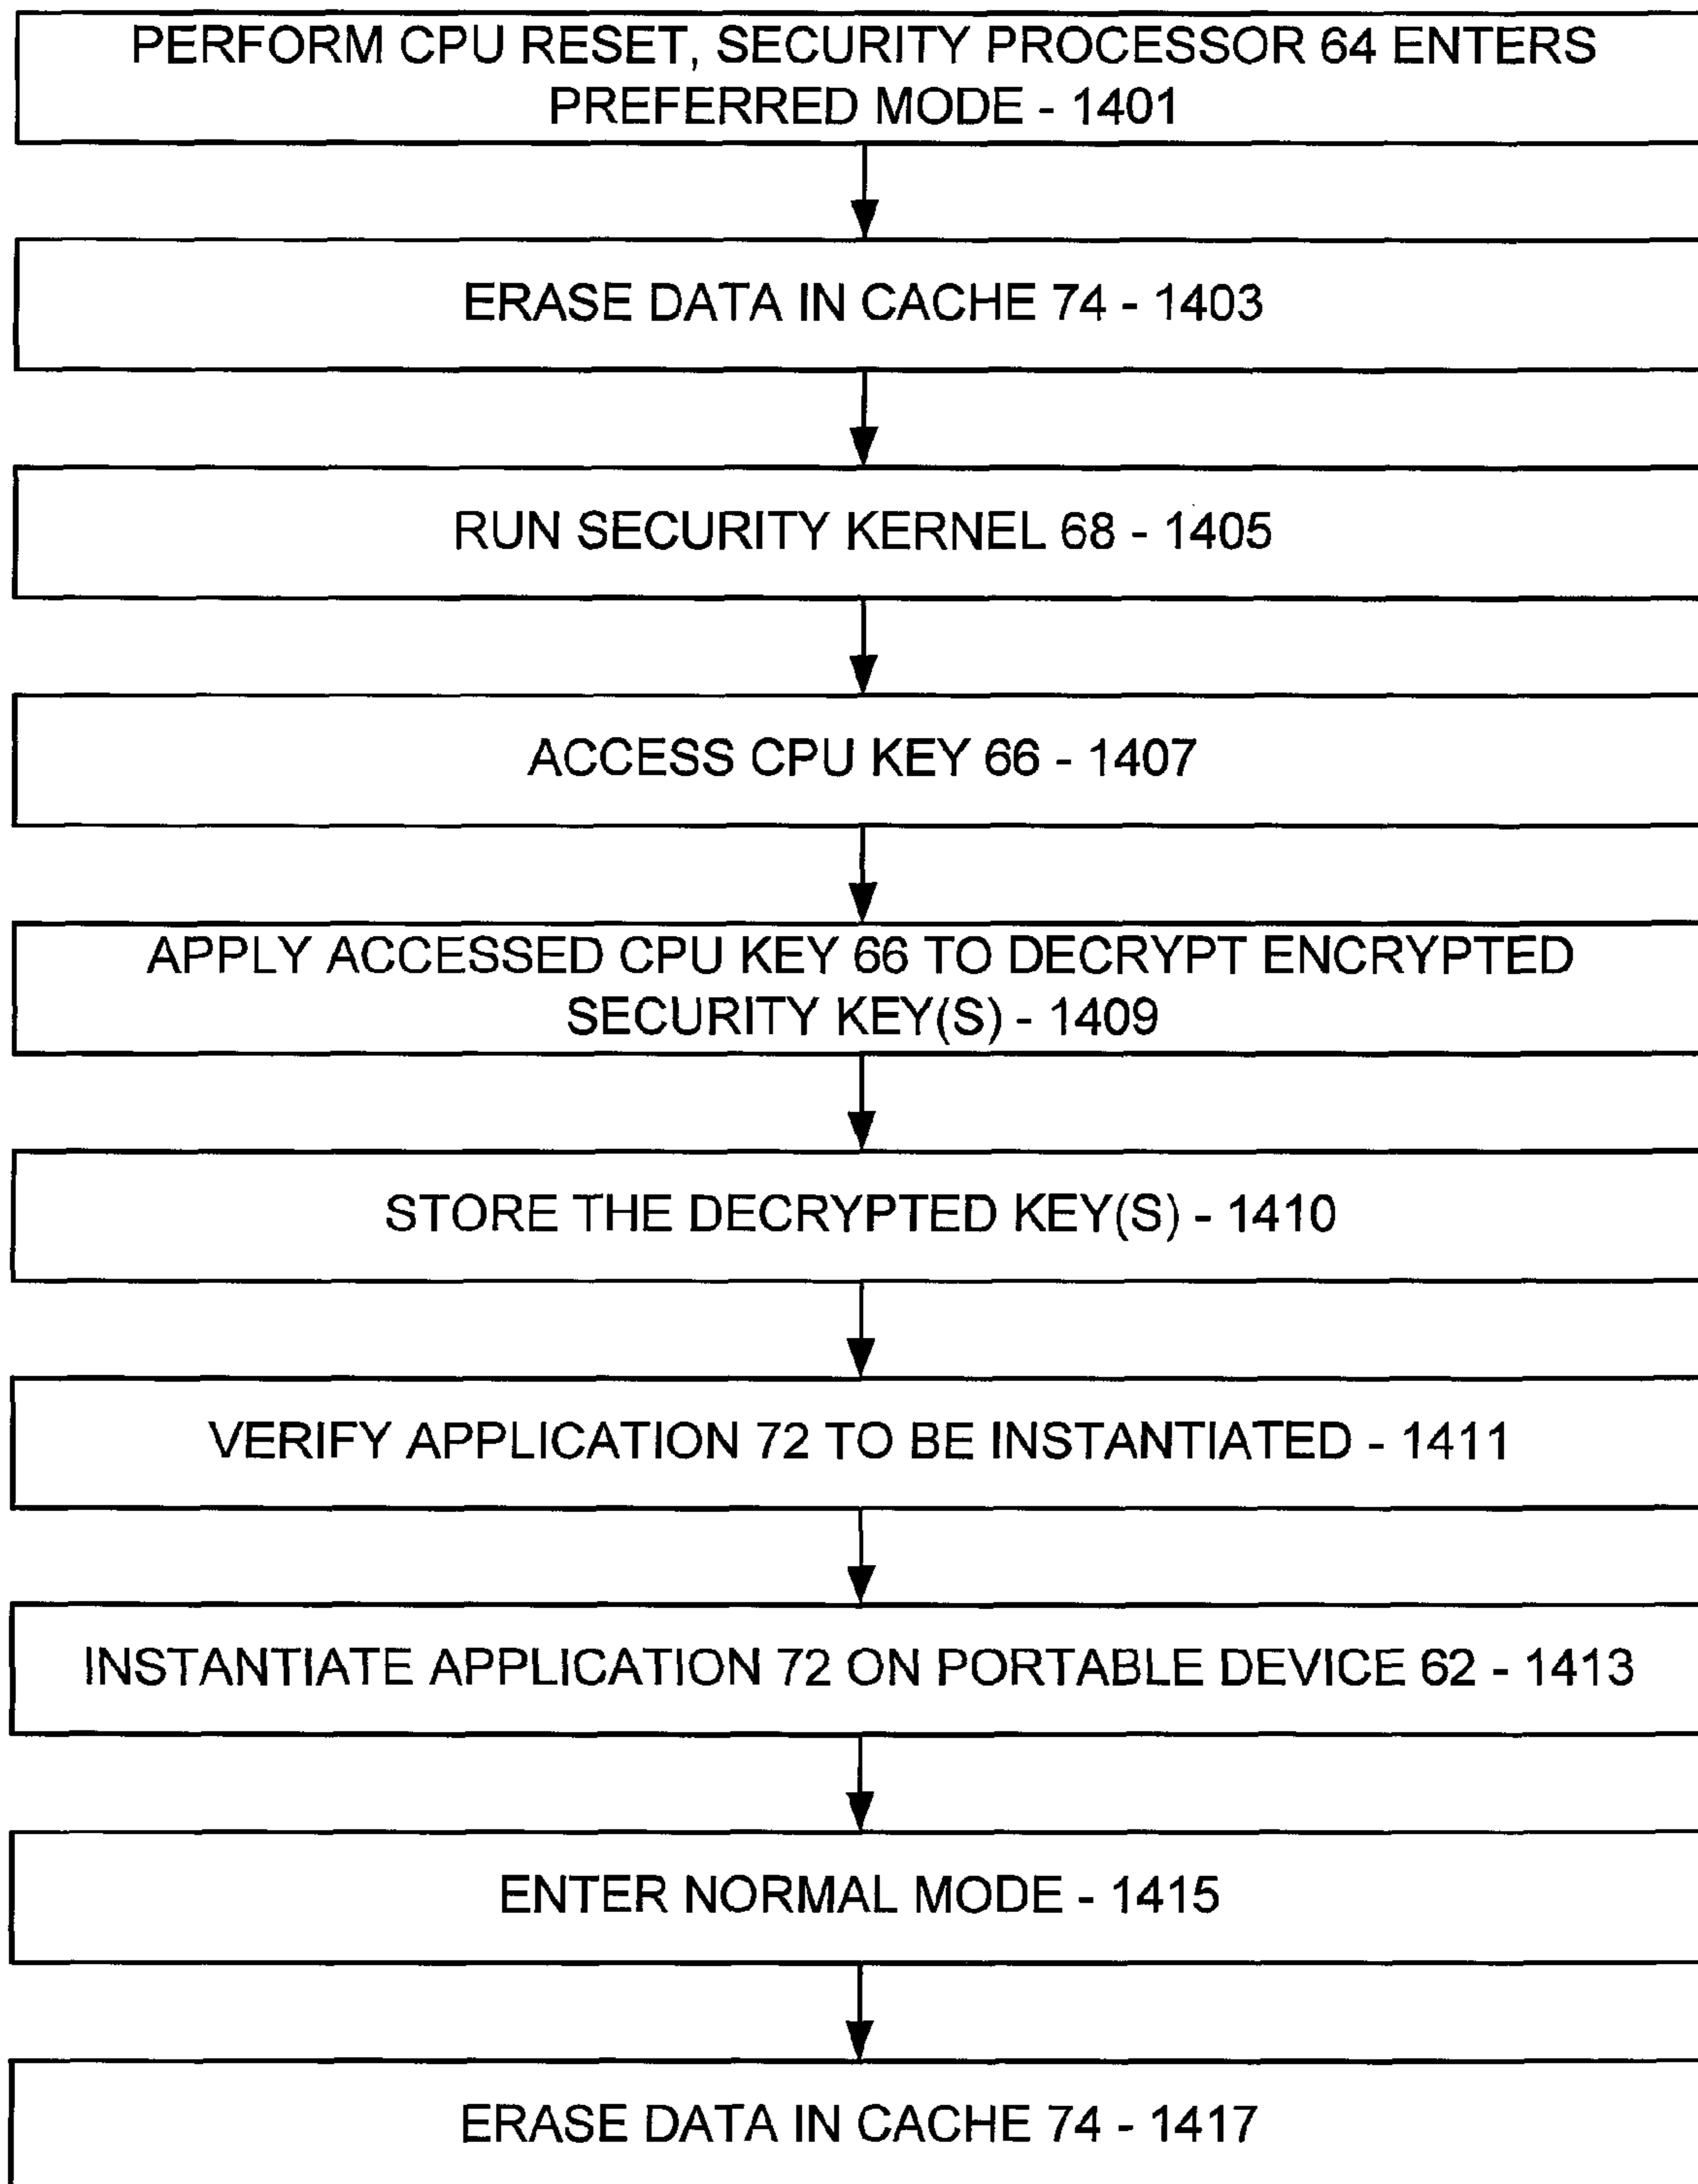 PERFORM CPU RESET, SECURITY PROCESSOR 64 ENTERS
PREFERRED MODE - 1401
ERASE DATA IN CACHE 74 - 1403
RUN SECURITY KERNEL 68 - 1405
ACCESS CPU KEY 66 - 1407
APPLY ACCESSED CPU KEY 66 TO DECRYPT ENCRYPTED
SECURITY KEY(S) - 1409
STORE THE DECRYPTED KEY(S) - 1410
VERIFY APPLICATION 72 TO BE INSTANTIATED - 1411
INSTANTIATE APPLICATION 72 ON PORTABLE DEVICE 62 - 1413
ENTER NORMAL MODE - 1415
ERASE DATA IN CACHE 74 - 1417